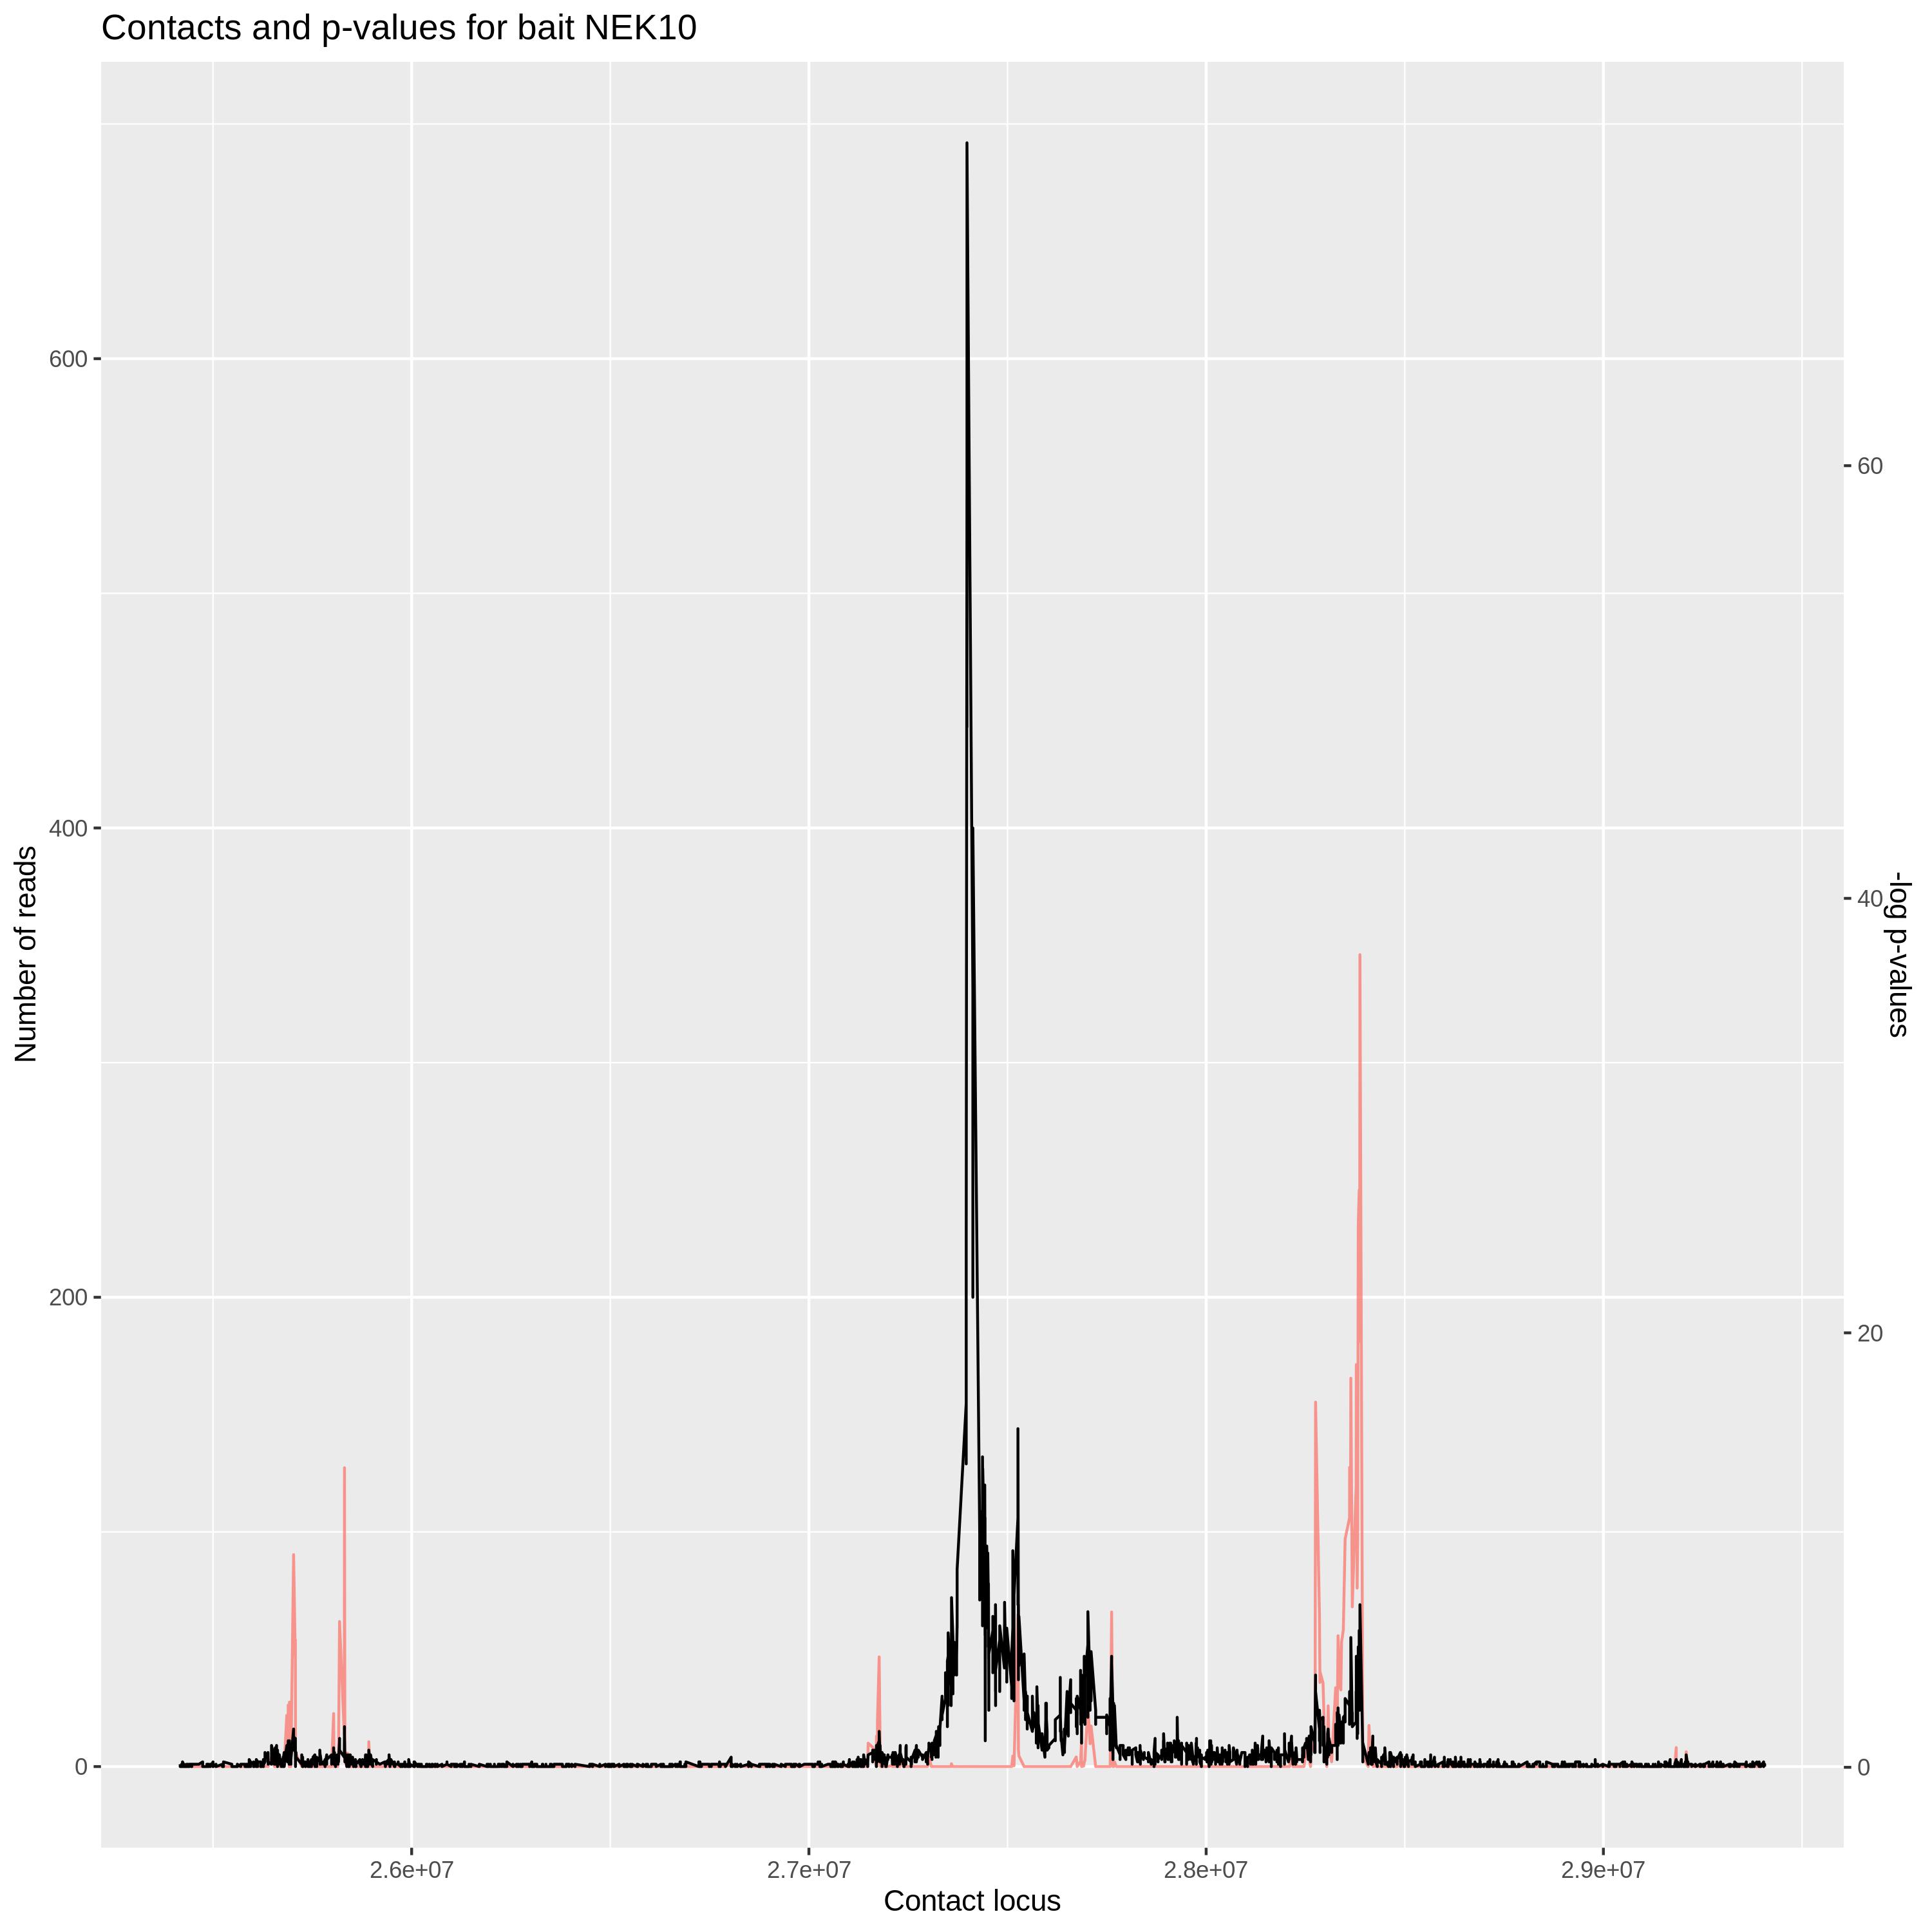 Contacts and p-values for bait NEK10
600
400
200
0
Number of reads
60
40
20
0
-log p-values
2.6e+07
2.7e+07
2.8e+07
2.9e+07
Contact locus